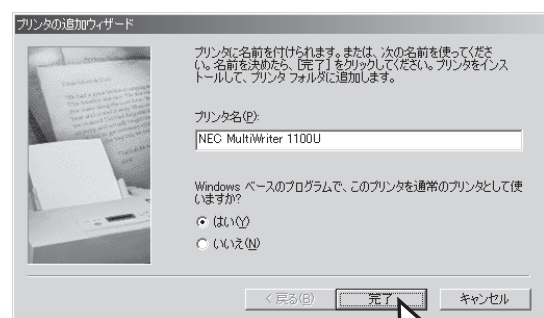 プリンタの追加ウィザード
プリンタに名前を付けられます。または、次の名前を使ってくださ
い。名前を決めたら、[完了] をクリックしてください。プリンタをインス
トールして、プリンタ フォルダに追加します。
プリンタ名(P):
NEC MultiWriter 1100U
Windows ベースのプログラムで、このプリンタを通常のプリンタとして使
いますか?
はい(Y)
いいえ(N)
< 戻る(B)
完了
キャンセル